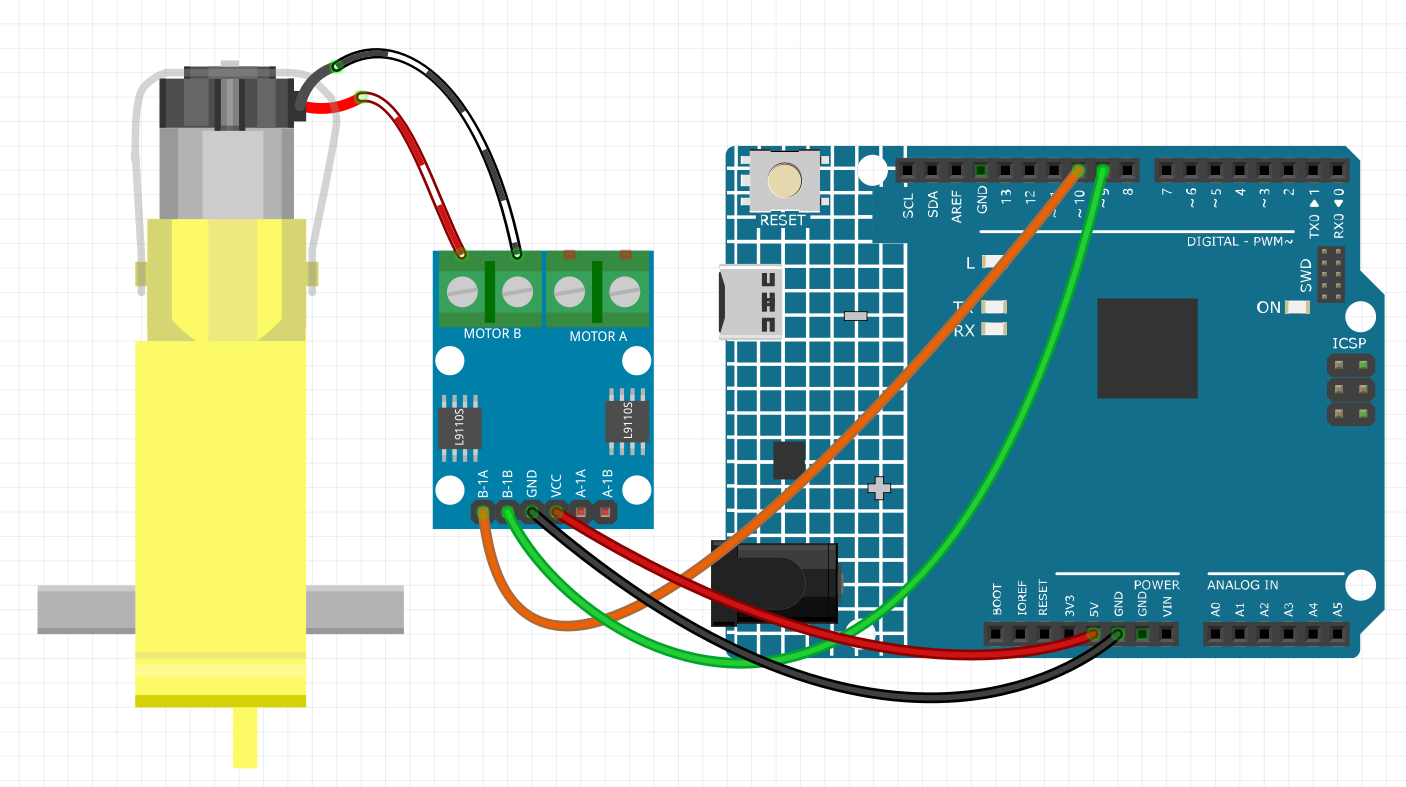 RESET
SCL
SDA
AREF
GND
13
12
~10
~9
8
7
~6
~5
4
~3
2
TX0 ▶ 1
RX0 ◀ 0
DIGITAL - PWM~
L
RX
SWD
ON
ICSP
MOTOR B
MOTOR A
L9110S
L9110S
B-1A
B-1B
GND
VCC
A-1A
A-1B
BOOT
IOREF
RESET
3V3
5V
GND
GND
VIN
POWER
ANALOG IN
A0
A1
A2
A3
A4
A5